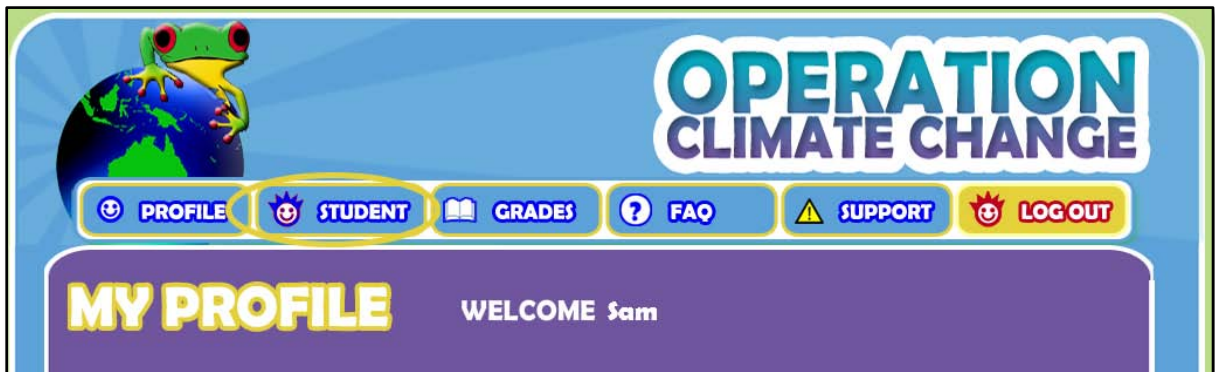 OPERATION
CLIMATE CHANGE
PROFILE STUDENT GRADES ? FAQ SUPPORT LOG OUT
MY PROFILE WELCOME Sam